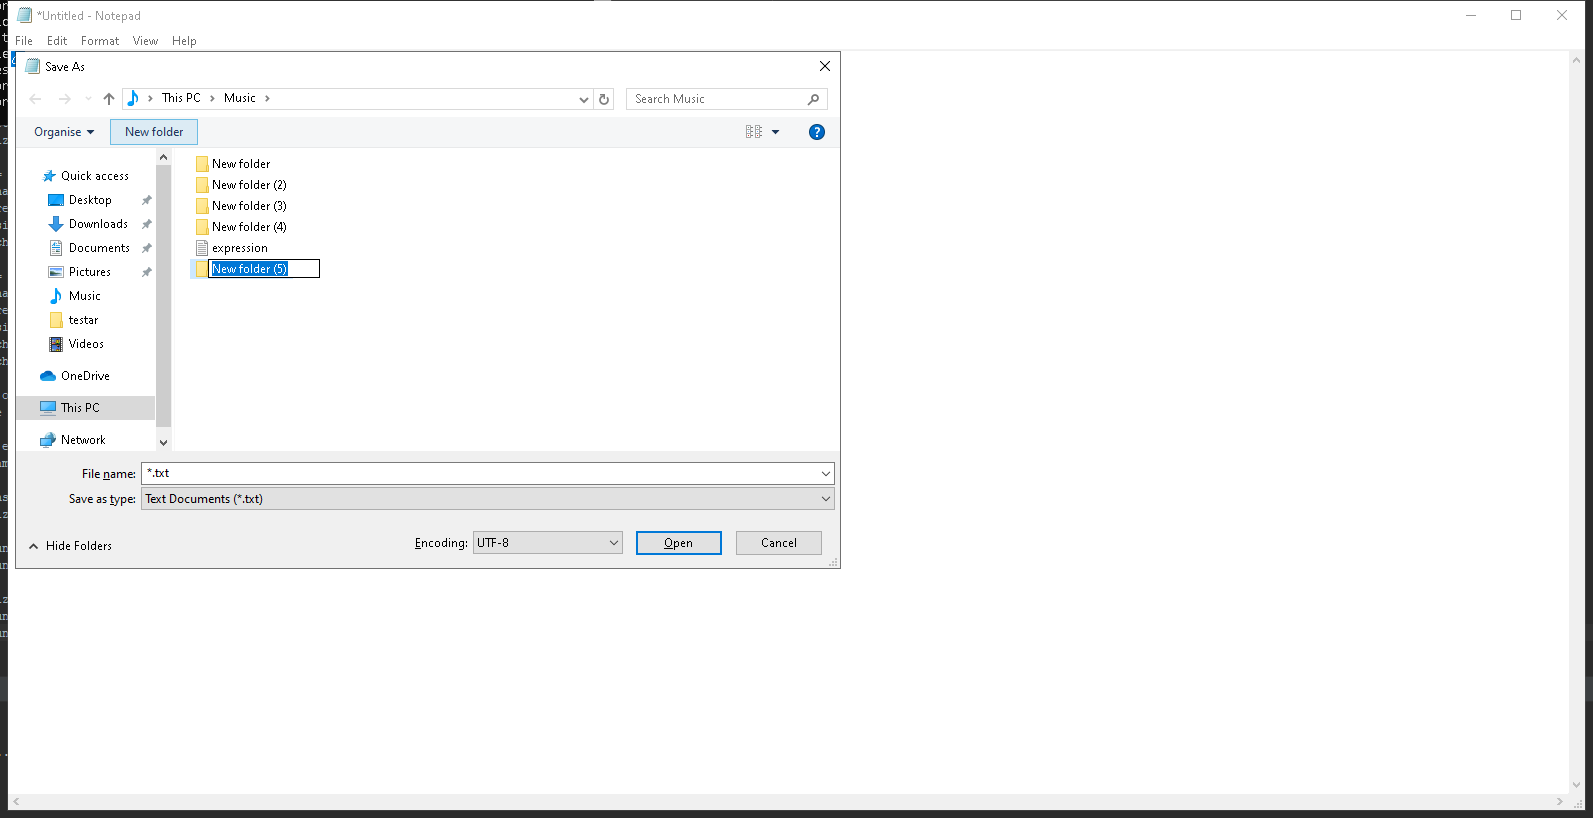 *Untitled - Notepad
File Edit Format View Help
Save As
This PC > Music >
Search Music
Organise New folder
Quick access
Desktop
Downloads
Documents
Pictures
Music
testar
Videos
OneDrive
This PC
Network
New folder
New folder (2)
New folder (3)
New folder (4)
expression
New folder (5)
File name: *.txt
Save as type: Text Documents (*.txt)
Hide Folders
Encoding: UTF-8 Open Cancel